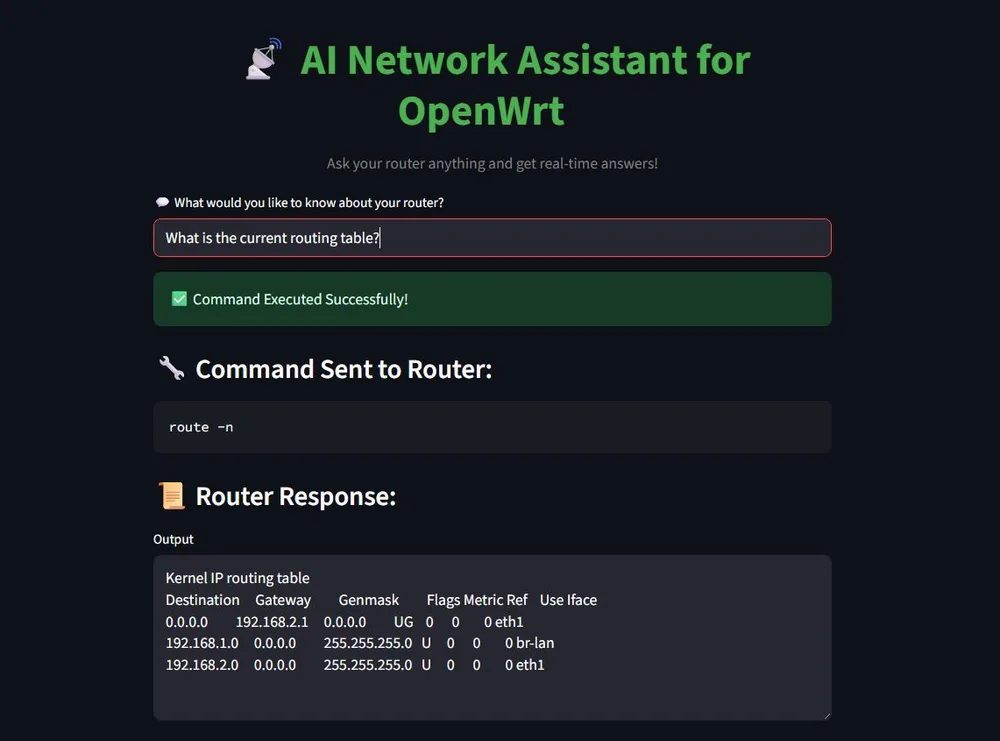 AI Network Assistant for
OpenWrt
Ask your router anything and get real-time answers!
What would you like to know about your router?
What is the current routing table?
Command Executed Successfully!
Command Sent to Router:
route -n
Router Response:
Output
Kernel IP routing table
Destination Gateway Genmask Flags Metric Ref Use Iface
0.0.0.0 192.168.2.1 0.0.0.0 UG 0 0 0 eth1
192.168.1.0 0.0.0.0 255.255.255.0 U 0 0 0 br-lan
192.168.2.0 0.0.0.0 255.255.255.0 U 0 0 0 eth1